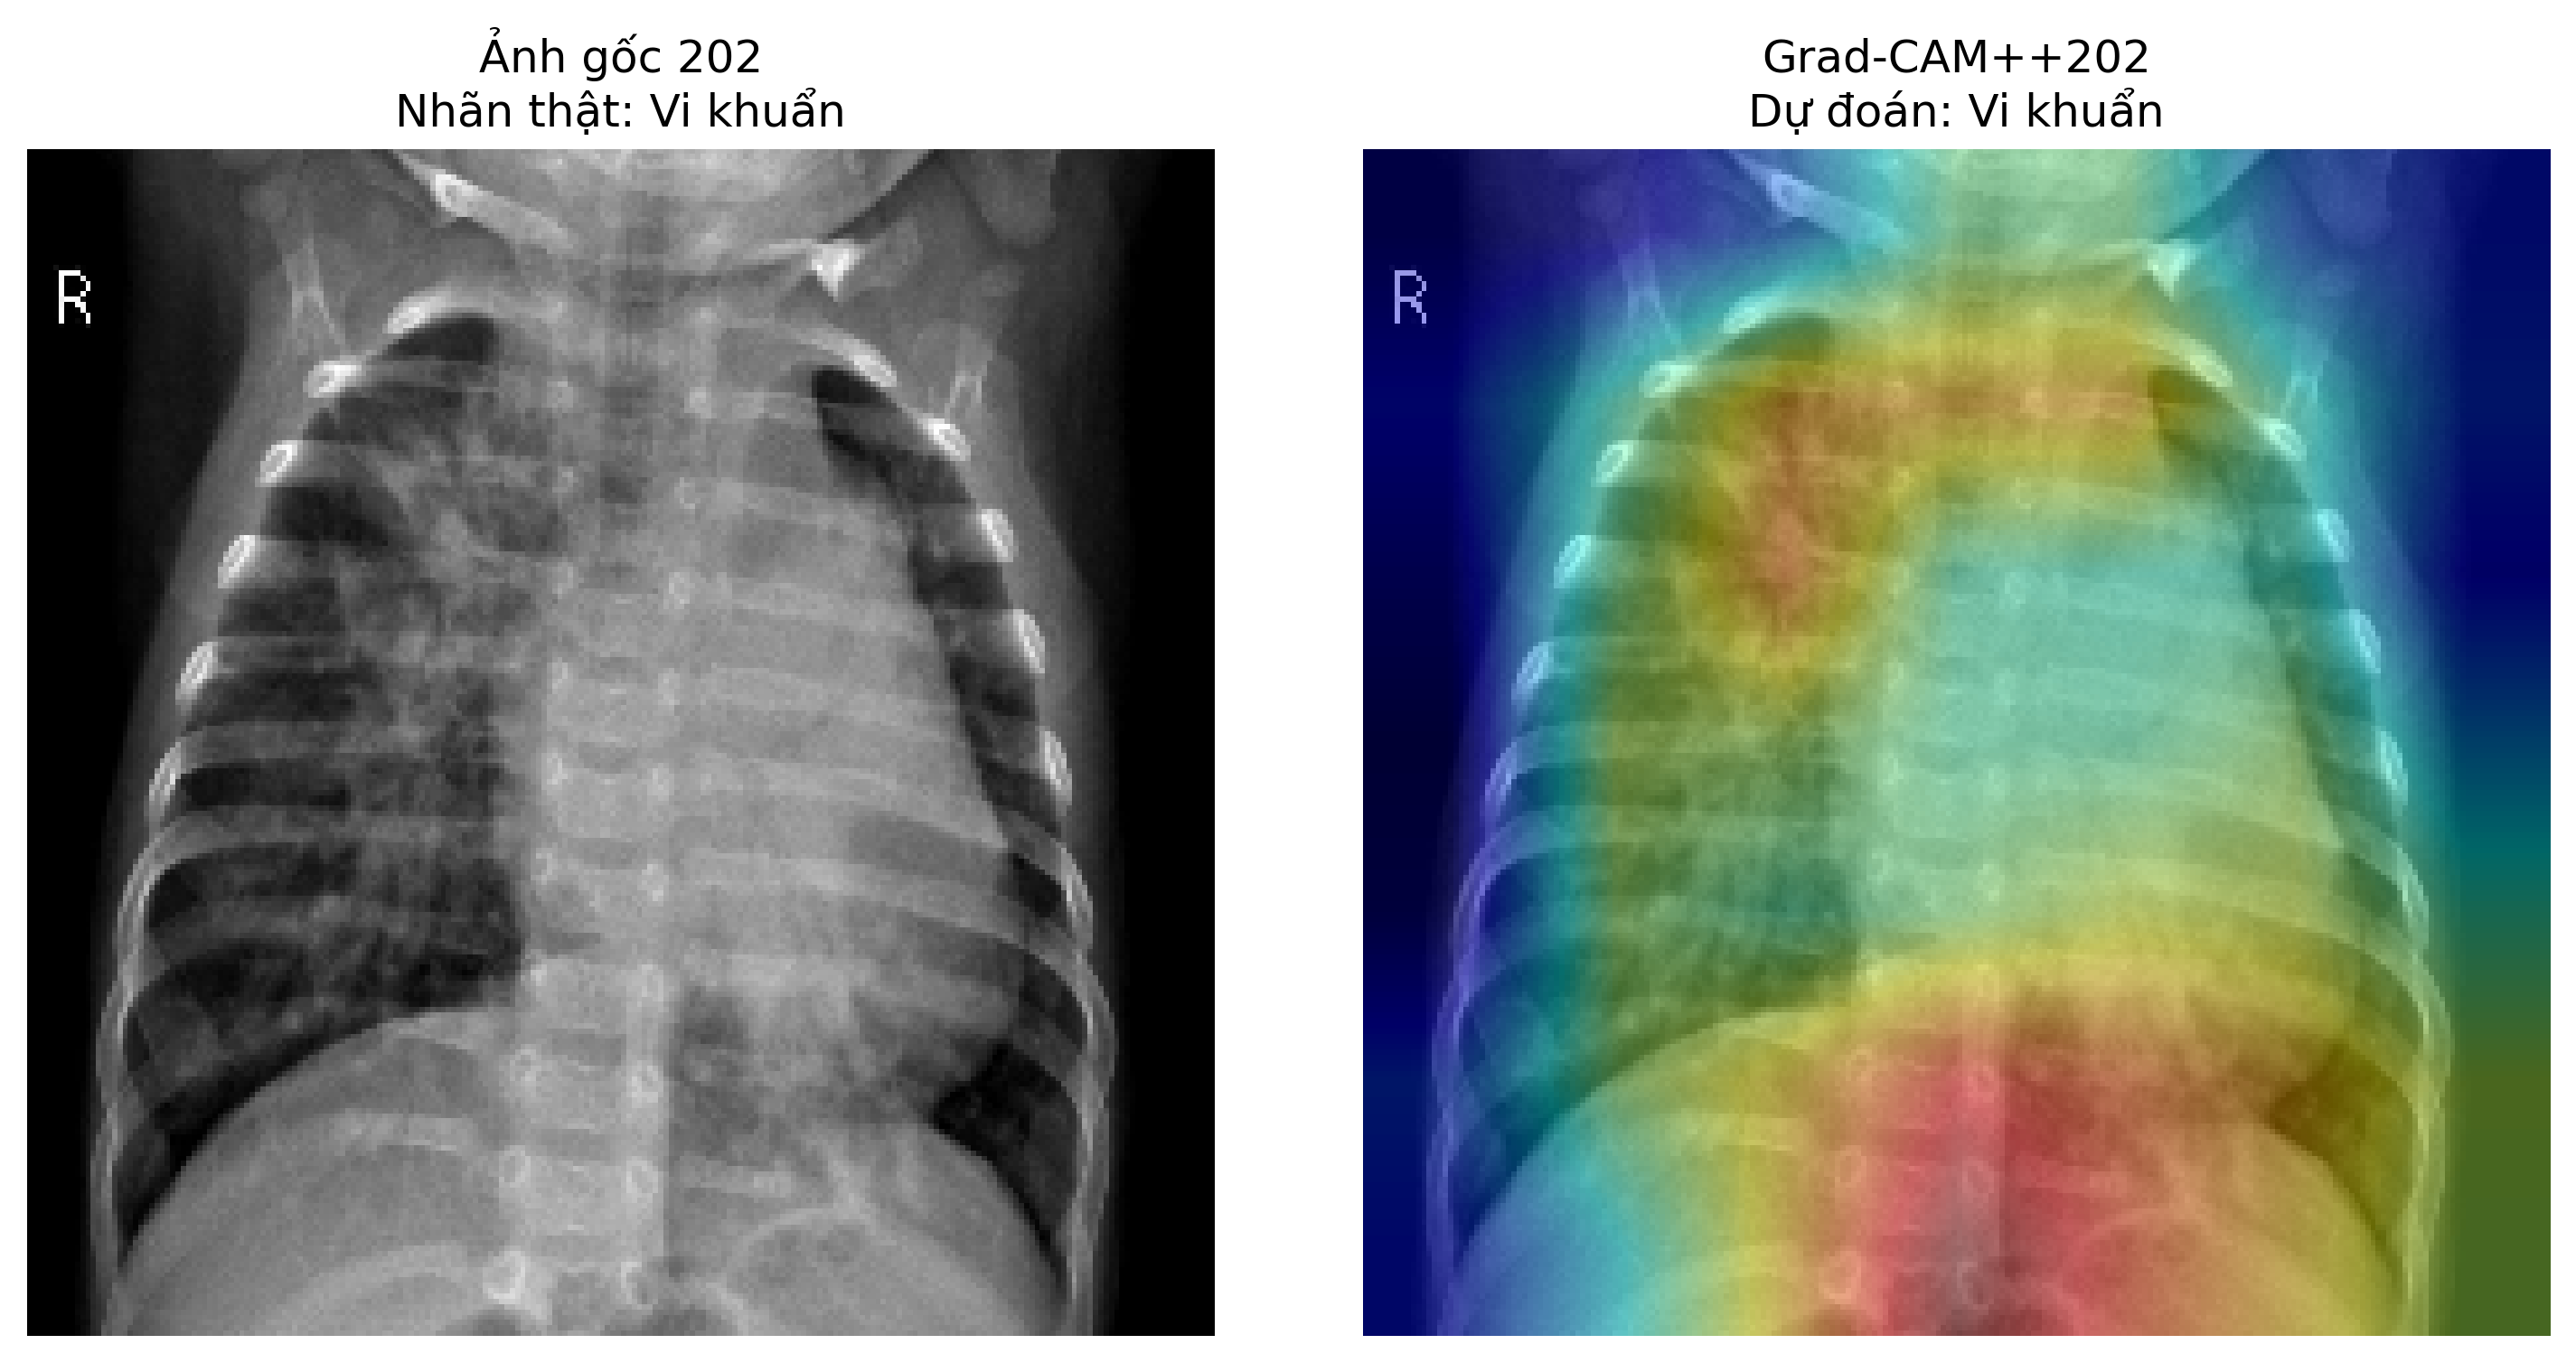 Ảnh gốc 202
Nhãn thật: Vi khuẩn
Grad-CAM++202
Dự đoán: Vi khuẩn
R
R